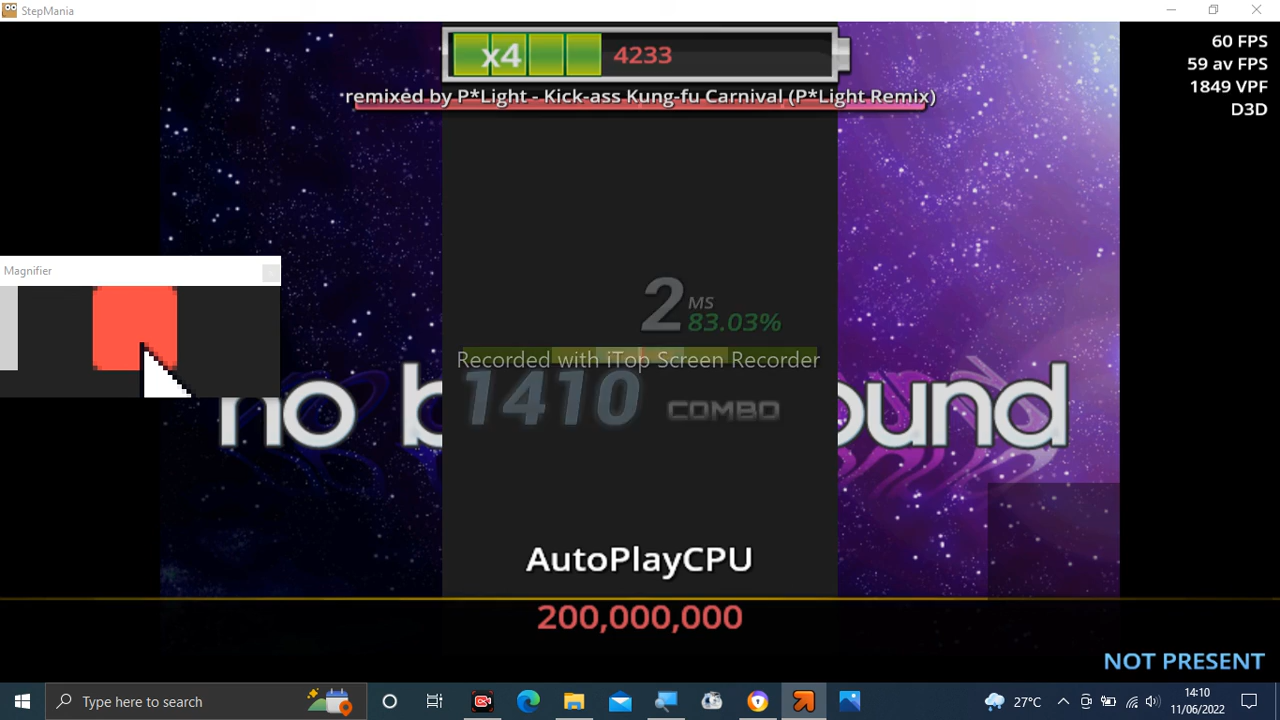 StepMania
x4 4233
60 FPS
59 av FPS
1849 VPF
D3D
remixed by P*Light - Kick-ass Kung-fu Carnival (P*Light Remix)
Magnifier
2 MS
83.03%
Recorded with iTop Screen Recorder
no b ound
1410 COMBO
AutoPlayCPU
200,000,000
NOT PRESENT
Type here to search
27°C
14:10
11/06/2022